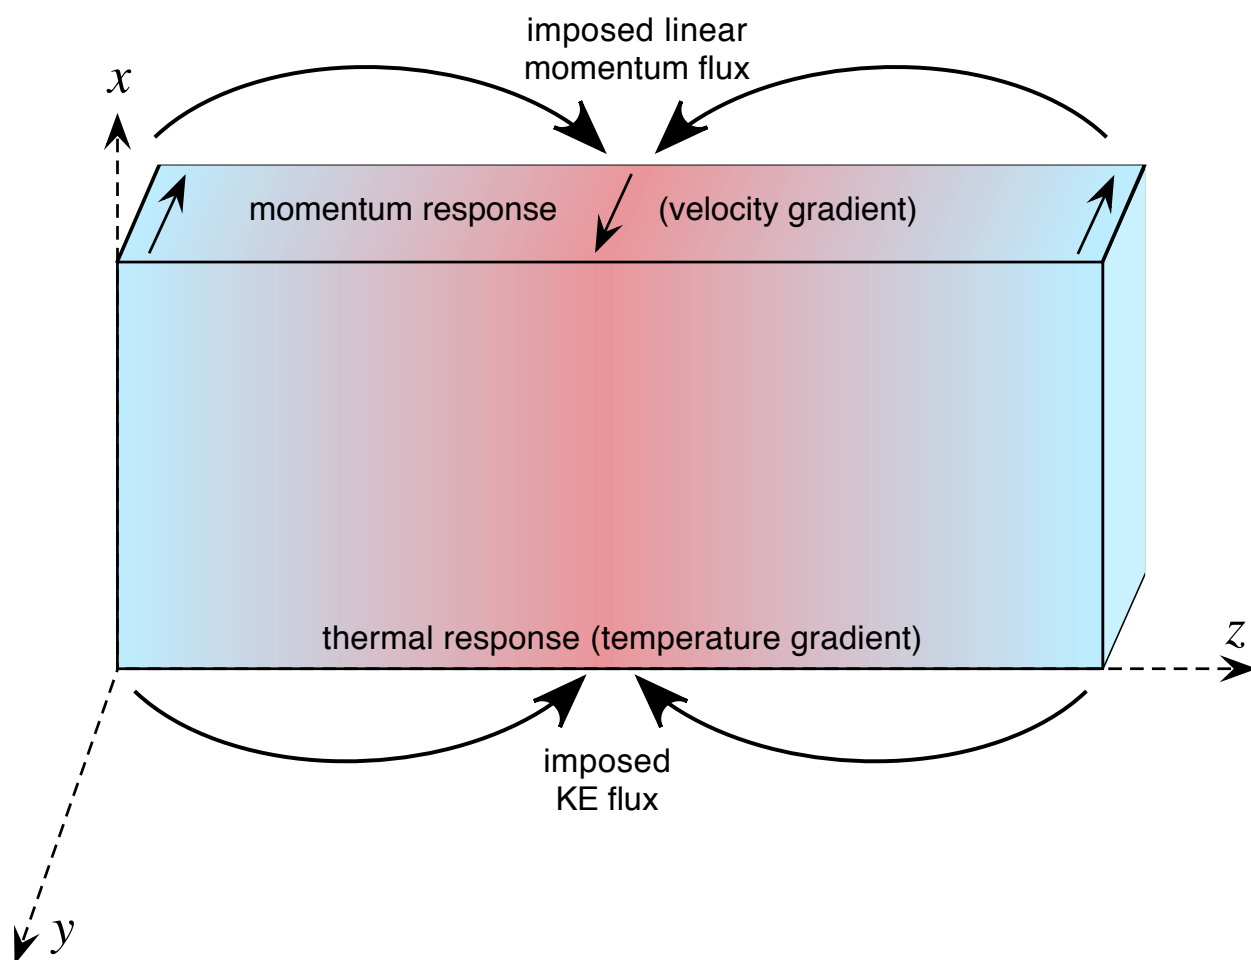 imposed linear
momentum flux
x
momentum response (velocity gradient)
thermal response (temperature gradient)
z
imposed
KE flux
y